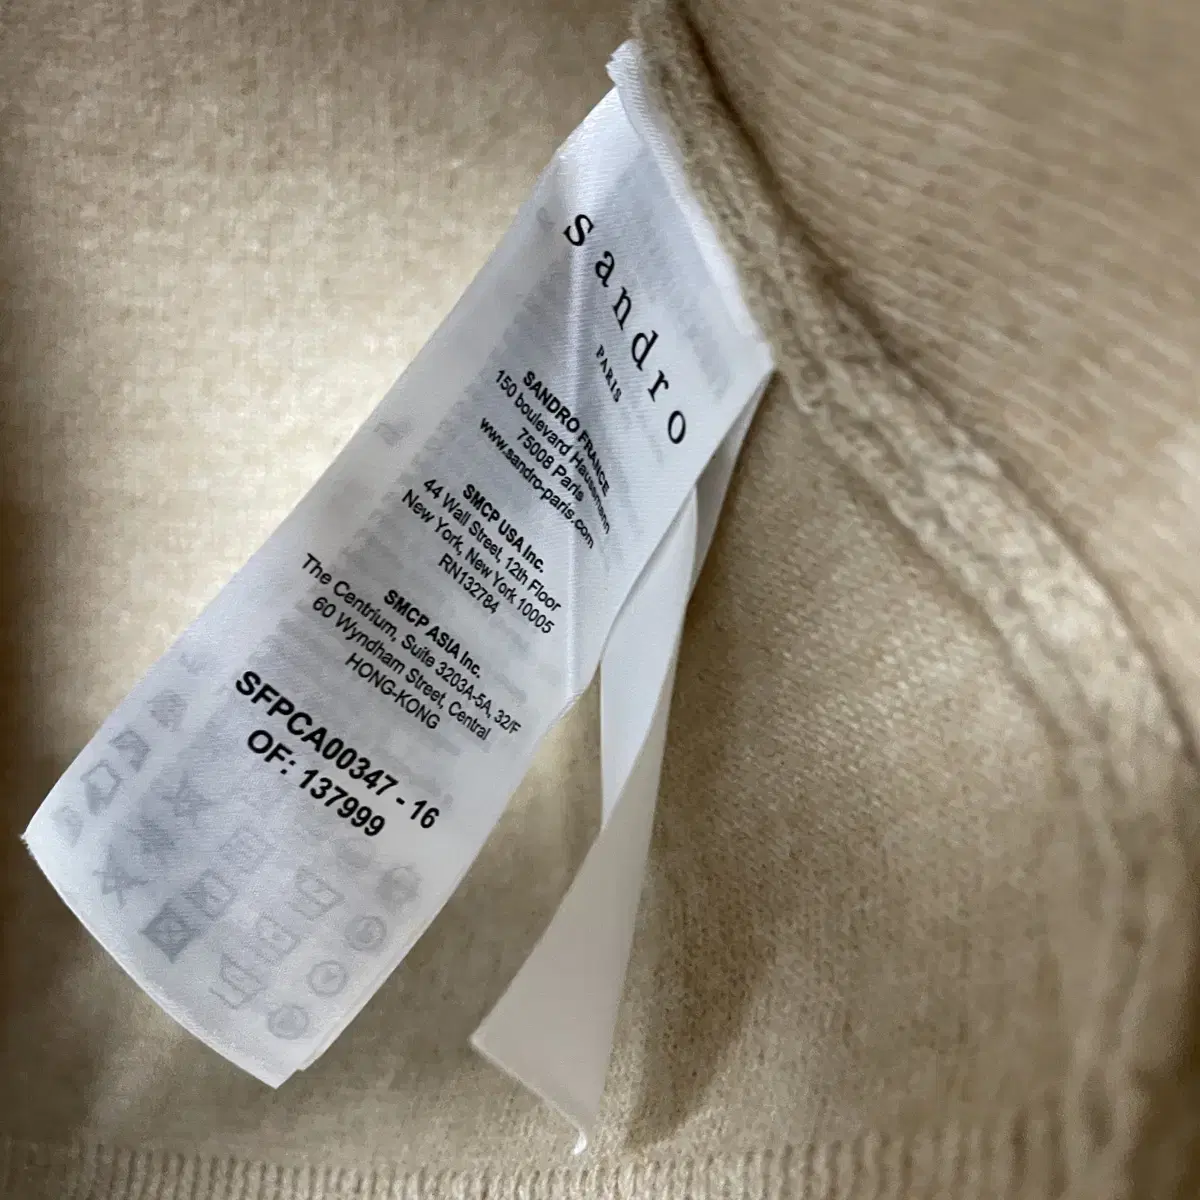 sandro
PARIS
SANDRO FRANCE
150 boulevard Haussmann
75008 Paris
www.sandro-paris.com
SMCP USA Inc.
44 Wall Street, 12th Floor
New York, New York 10005
RN132784
SMCP ASIA Inc.
The Centrium, Suite 3203A-5A, 32/F
60 Wyndham Street, Central
HONG-KONG
SFPCA00347 - 16
OF: 137999